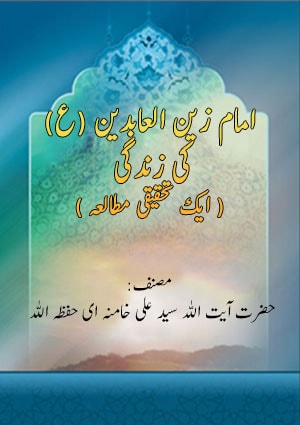 امام زین العابدین (ع)
کی زندگی
( ایک تحقیقی مطالعہ )
مصنف:
حضرت آیت اللہ سید علی خامنہ ای حفظہ اللہ